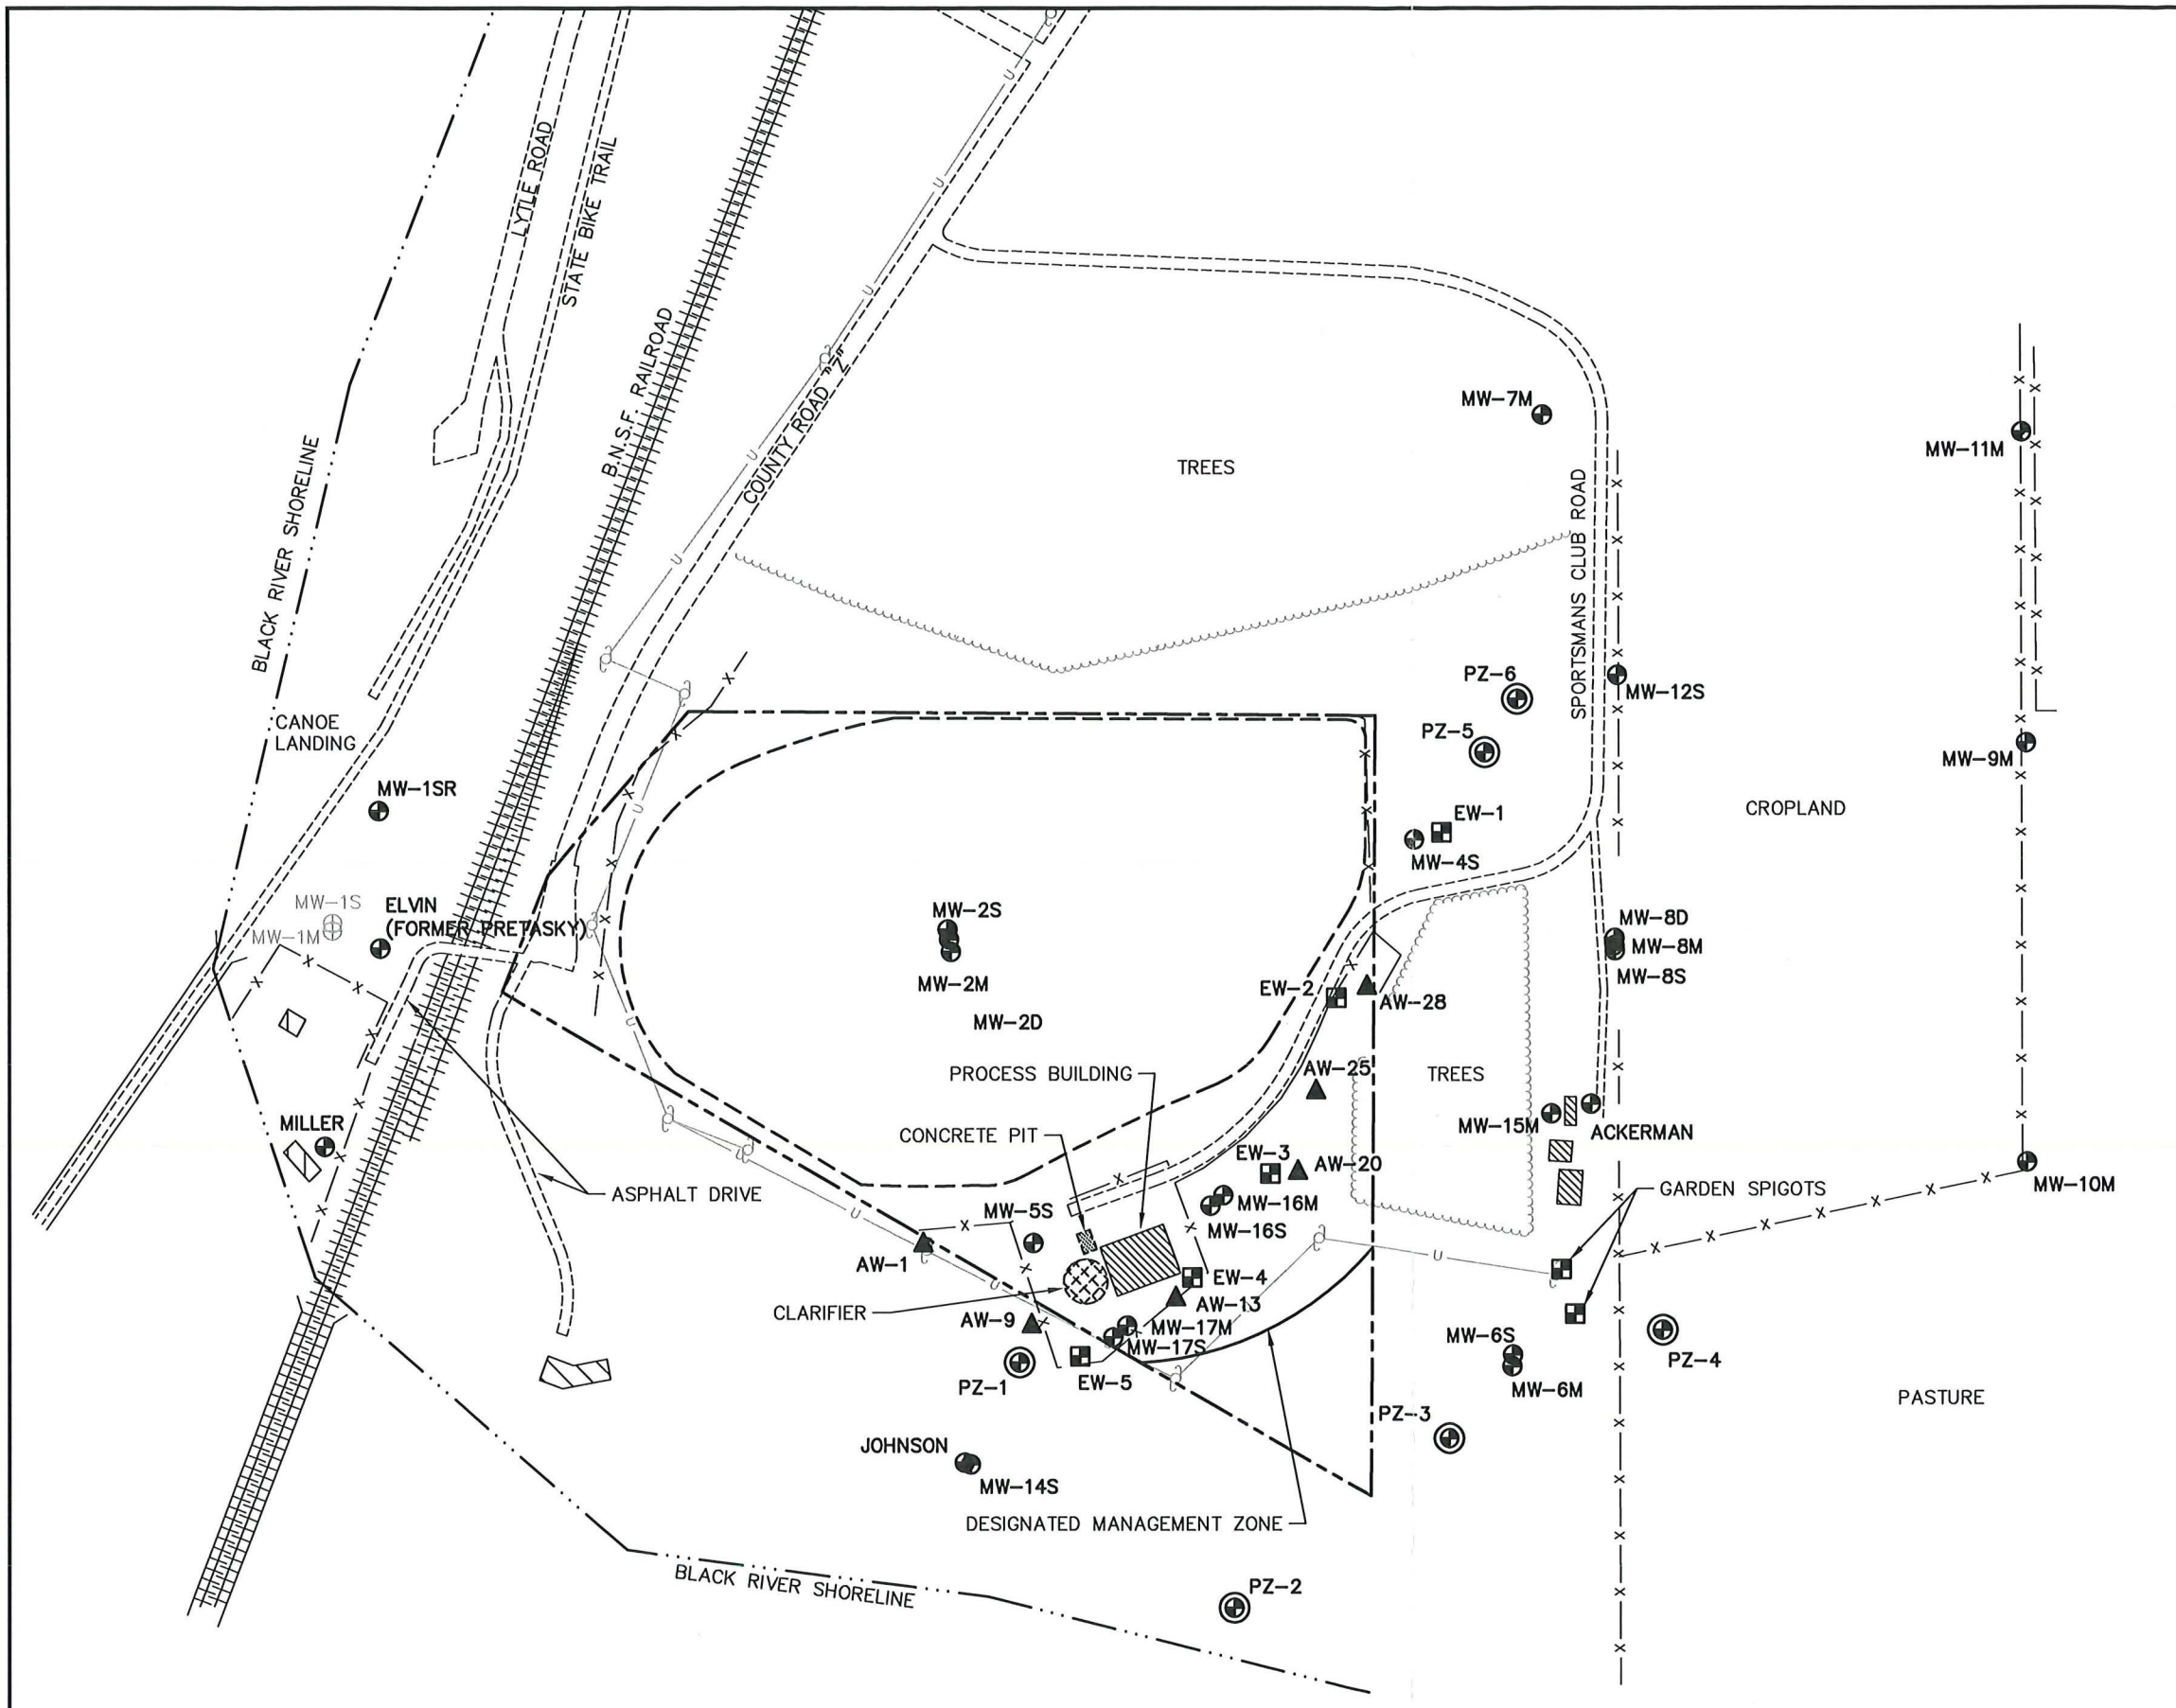 LYTLE ROAD
STATE BIKE TRAIL
B.N.S.F. RAILROAD
COUNTY ROAD "Z"
BLACK RIVER SHORELINE
MW-7M
TREES
SPORTSMANS CLUB ROAD
MW-11M
PZ-6
MW-12S
PZ-5
CANOE
LANDING
MW-9M
MW-1SR
EW-1
CROPLAND
MW-4S
MW-1S
ELVIN
(FORMER PRETASKY)
MW-1M
MW-2S
MW-8D
MW-8M
MW-8S
MW-2M
EW-2
AW-28
MW-2D
PROCESS BUILDING
AW-25
TREES
MILLER
CONCRETE PIT
MW-15M
ACKERMAN
EW-3
AW-20
MW-10M
ASPHALT DRIVE
GARDEN SPIGOTS
MW-16M
MW-5S
MW-16S
AW-1
EW-4
CLARIFIER
AW-13
AW-9
MW-17M
MW-17S
MW-6S
PZ-4
EW-5
PZ-1
MW-6M
PASTURE
PZ-3
JOHNSON
MW-14S
DESIGNATED MANAGEMENT ZONE
BLACK RIVER SHORELINE
PZ-2